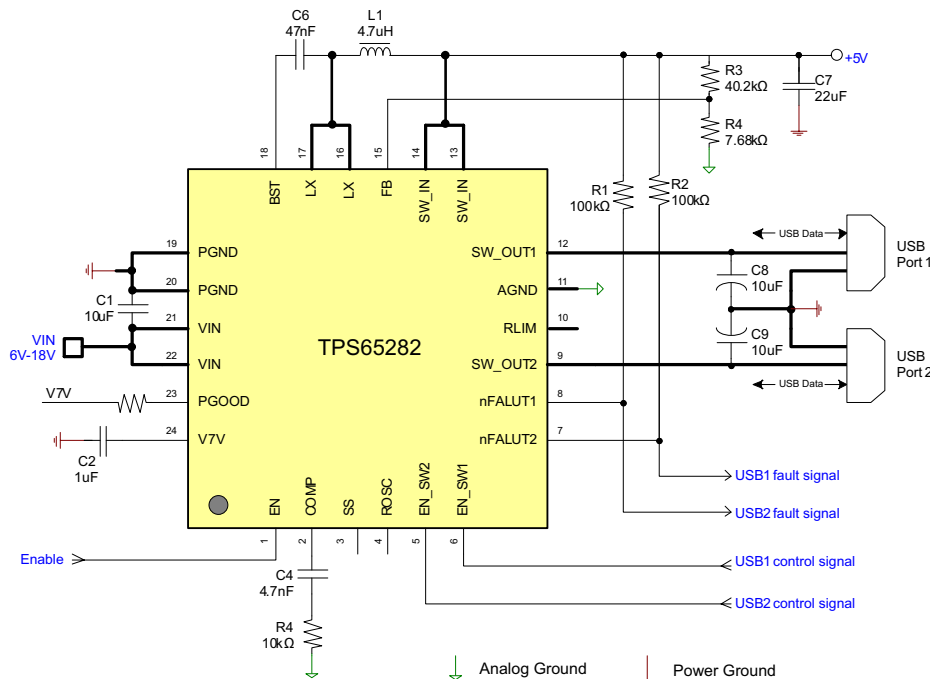 C6
47nF
L1
4.7uH
+5V
R3
40.2kΩ
C7
22uF
R4
7.68kΩ
18
17
16
15
14
13
BST
LX
LX
FB
SW_IN
SW_IN
R1
100kΩ
R2
100kΩ
19
PGND
SW_OUT1
12
USB Data
USB
Port 1
20
PGND
AGND
11
C8
10uF
C1
10uF
21
VIN
RLIM
10
VIN
6V-18V
TPS65282
C9
10uF
22
VIN
SW_OUT2
9
USB
Port 2
USB Data
V7V
23
PGOOD
nFALUT1
8
24
V7V
nFALUT2
7
C2
1uF
USB1 fault signal
USB2 fault signal
EN
COMP
SS
ROSC
EN_SW2
EN_SW1
1
2
3
4
5
6
Enable
USB1 control signal
C4
4.7nF
USB2 control signal
R4
10kΩ
Analog Ground
Power Ground